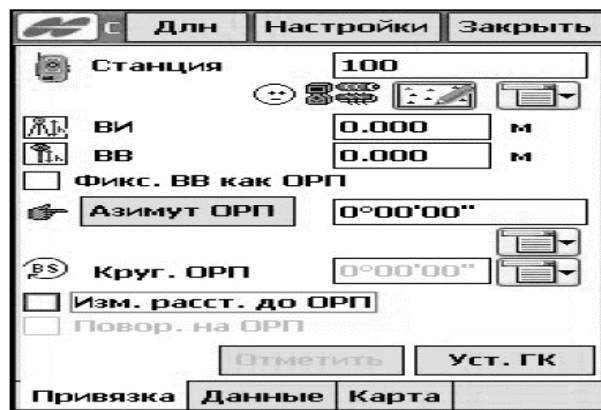 C Длн Настройки Закрыть
Станция 100
ВИ 0.000 м
ВВ 0.000 м
Фикс. ВВ как ОРП
Азимут ОРП 0°00'00"
BS Круг. ОРП 0°00'00"
Изм. расст. до ОРП
Повор. на ОРП
Отметить Уст. ГК
Привязка Данные Карта